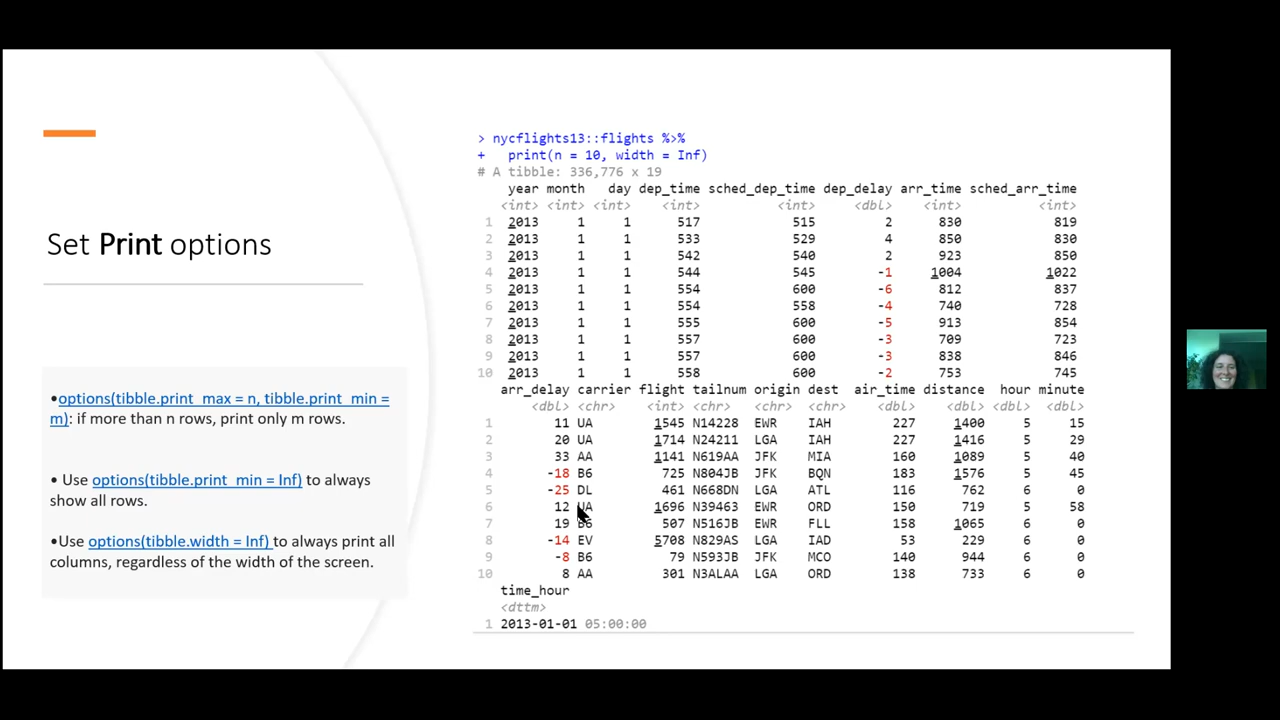 Set Print options
•options(tibble.print_max = n, tibble.print_min =
m): if more than n rows, print only m rows.
• Use options(tibble.print_min = Inf) to always
show all rows.
•Use options(tibble.width = Inf) to always print all
columns, regardless of the width of the screen.
> nycflights13::flights %>%
+ print(n = 10, width = Inf)
# A tibble: 336,776 x 19
year month day dep_time sched_dep_time dep_delay arr_time sched_arr_time
<int> <int> <int> <int> <int> <dbl> <int> <int>
1 2013 1 1 517 515 2 830 819
2 2013 1 1 533 529 4 850 830
3 2013 1 1 542 540 2 923 850
4 2013 1 1 544 545 -1 1004 1022
5 2013 1 1 554 600 -6 812 837
6 2013 1 1 554 558 -4 740 728
7 2013 1 1 555 600 -5 913 854
8 2013 1 1 557 600 -3 709 723
9 2013 1 1 557 600 -3 838 846
10 2013 1 1 558 600 -2 753 745
arr_delay carrier flight tailnum origin dest air_time distance hour minute
<dbl> <chr> <int> <chr> <chr> <chr> <dbl> <dbl> <dbl> <dbl>
1 11 UA 1545 N14228 EWR IAH 227 1400 5 15
2 20 UA 1714 N24211 LGA IAH 227 1416 5 29
3 33 AA 1141 N619AA JFK MIA 160 1089 5 40
4 -18 B6 725 N804JB JFK BQN 183 1576 5 45
5 -25 DL 461 N668DN LGA ATL 116 762 6 0
6 12 UA 1696 N39463 EWR ORD 150 719 5 58
7 19 B6 507 N516JB EWR FLL 158 1065 6 0
8 -14 EV 5708 N829AS LGA IAD 53 229 6 0
9 -8 B6 79 N593JB JFK MCO 140 944 6 0
10 8 AA 301 N3ALAA LGA ORD 138 733 6 0
time_hour
<dttm>
1 2013-01-01 05:00:00